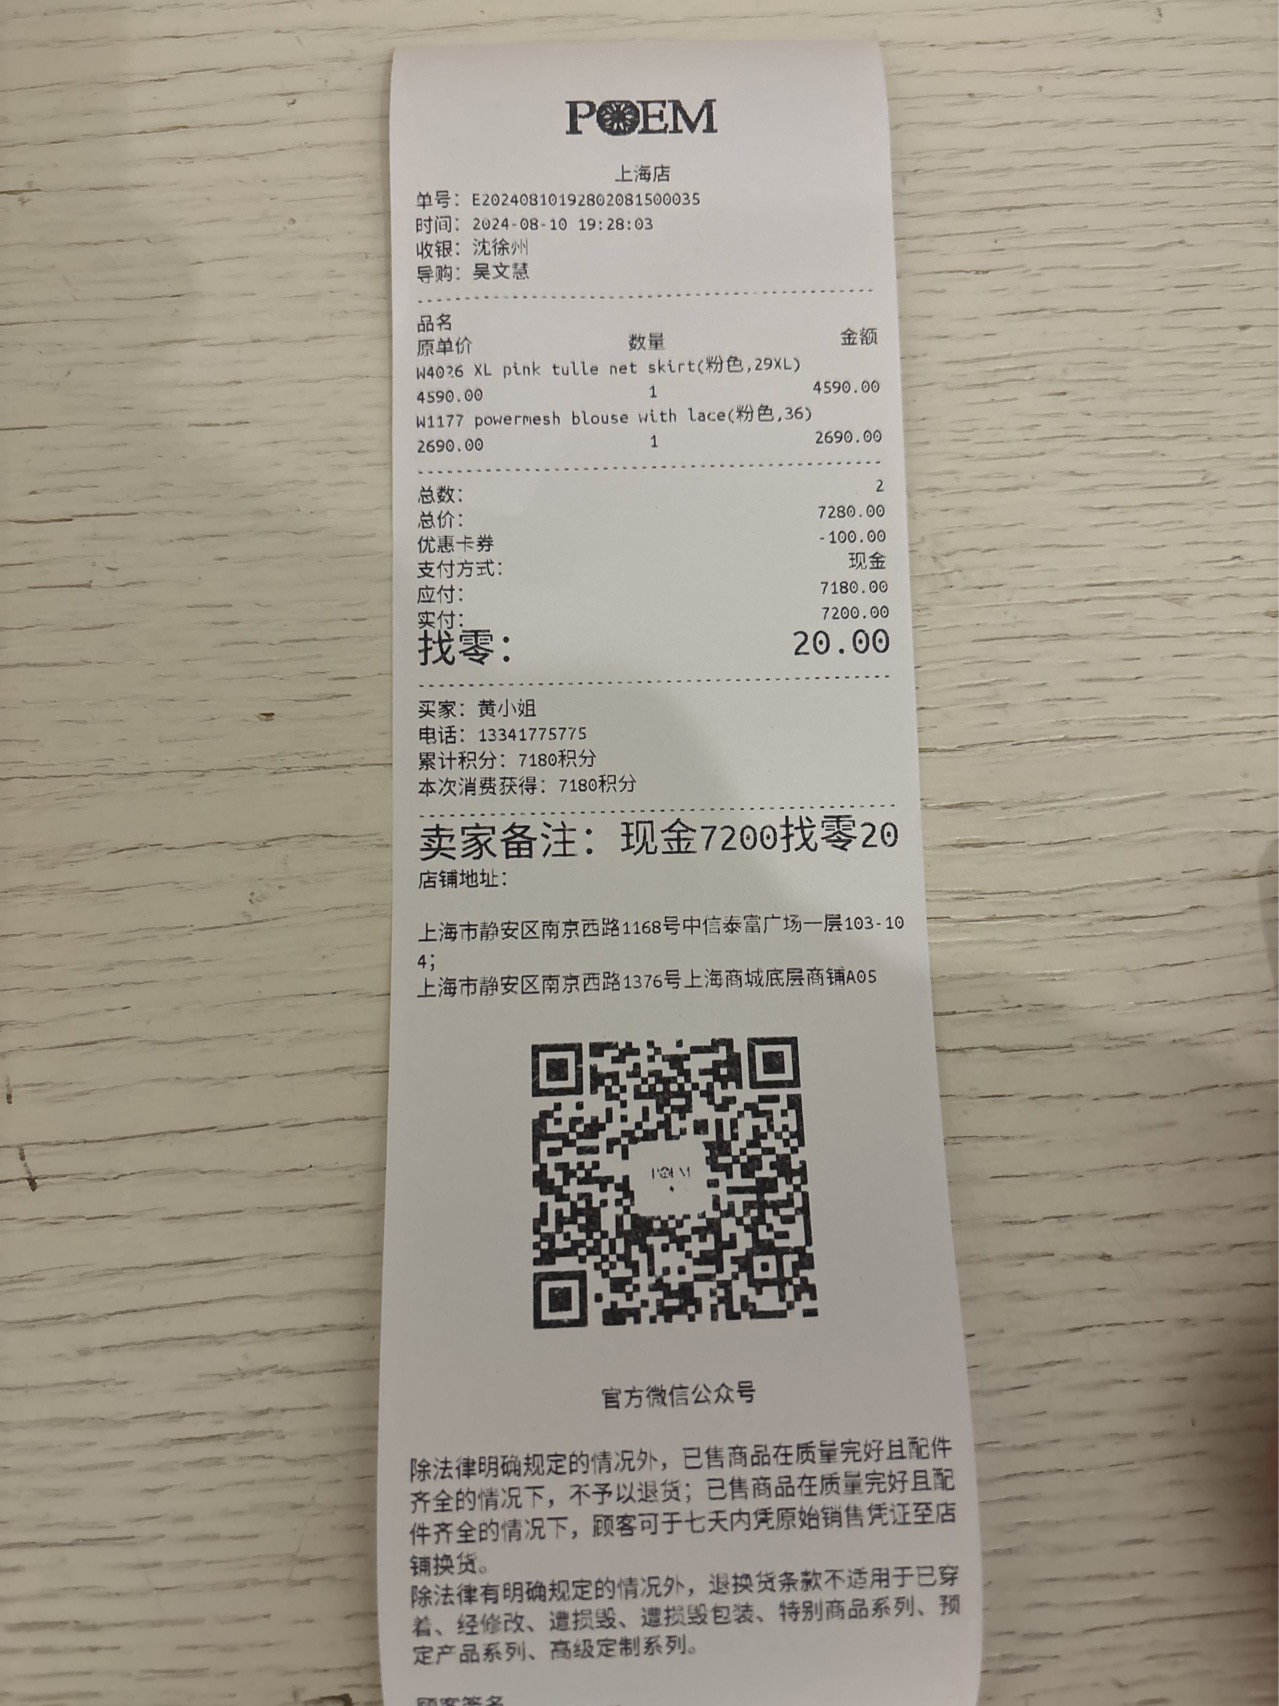 POEM
上海店
单号：E20240810192802081500035
时间：2024-08-10 19:28:03
收银：沈徐州
导购：吴文慧
品名
原单价 数量 金额
W4026 XL pink tulle net skirt(粉色,29XL)
4590.00 1 4590.00
W1177 powermesh blouse with lace(粉色,36)
2690.00 1 2690.00
总数： 2
总价： 7280.00
优惠卡券 -100.00
支付方式： 现金
应付： 7180.00
实付： 7200.00
找零： 20.00
买家：黄小姐
电话：13341775775
累计积分：7180积分
本次消费获得：7180积分
卖家备注：现金7200找零20
店铺地址：
上海市静安区南京西路1168号中信泰富广场一层103-10
4；
上海市静安区南京西路1376号上海商城底层商铺A05
POEM
官方微信公众号
除法律明确规定的情况外，已售商品在质量完好且配件
齐全的情况下，不予以退货；已售商品在质量完好且配
件齐全的情况下，顾客可于七天内凭原始销售凭证至店
铺换货。
除法律有明确规定的情况外，退换货条款不适用于已穿
着、经修改、遭损毁、遭损毁包装、特别商品系列、预
定产品系列、高级定制系列。
顾客签名